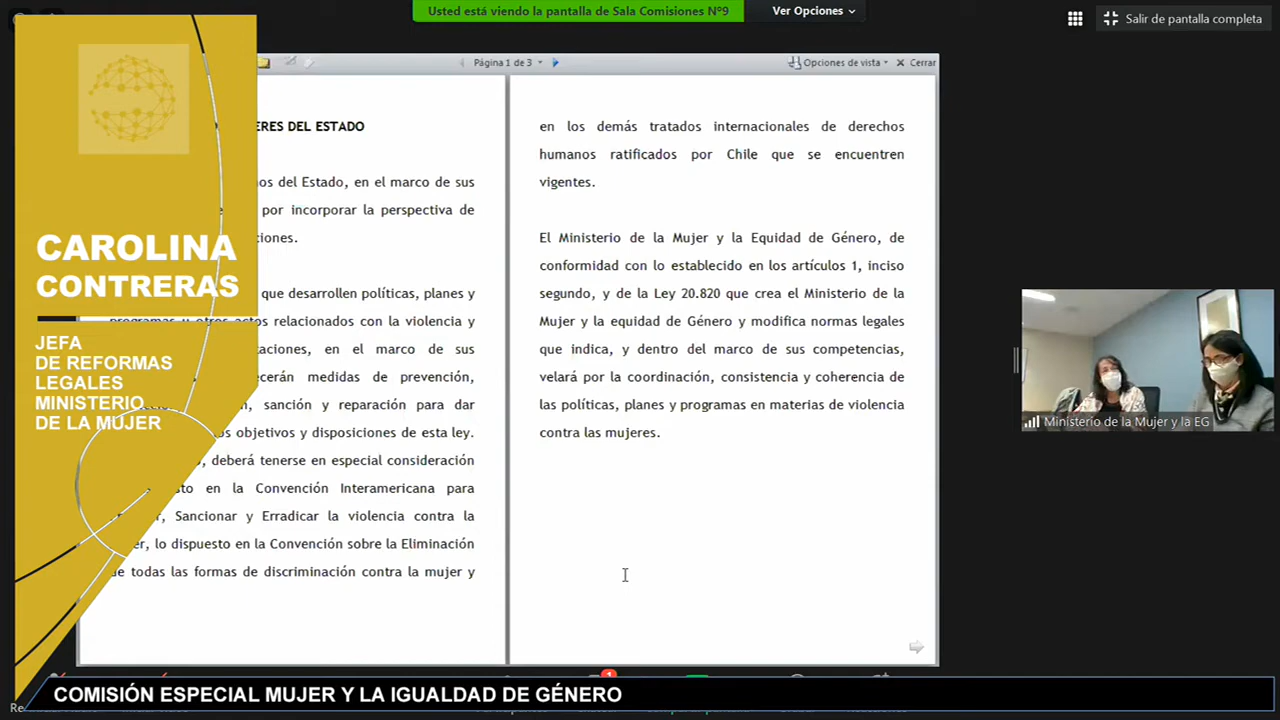 Usted está viendo la pantalla de Sala Comisiones Nº9
Ver Opciones
Salir de pantalla completa
Página 1 de 3
Opciones de vista
Cerrar
DEL ESTADO
del Estado, en el marco de sus
por incorporar la perspectiva de
que desarrollen políticas, planes y
programas y otros actos relacionados con la violencia y
en el marco de sus
medidas de prevención,
sanción y reparación para dar
objetivos y disposiciones de esta ley.
deberá tenerse en especial consideración
en la Convención Interamericana para
Sancionar y Erradicar la violencia contra la
lo dispuesto en la Convención sobre la Eliminación
de todas las formas de discriminación contra la mujer y
en los demás tratados internacionales de derechos
humanos ratificados por Chile que se encuentren
vigentes.
El Ministerio de la Mujer y la Equidad de Género, de
conformidad con lo establecido en los artículos 1, inciso
segundo, y de la Ley 20.820 que crea el Ministerio de la
Mujer y la equidad de Género y modifica normas legales
que indica, y dentro del marco de sus competencias,
velará por la coordinación, consistencia y coherencia de
las políticas, planes y programas en materias de violencia
contra las mujeres.
CAROLINA
CONTRERAS
JEFA
DE REFORMAS
LEGALES
MINISTERIO
DE LA MUJER
Ministerio de la Mujer y la EG
COMISIÓN ESPECIAL MUJER Y LA IGUALDAD DE GÉNERO